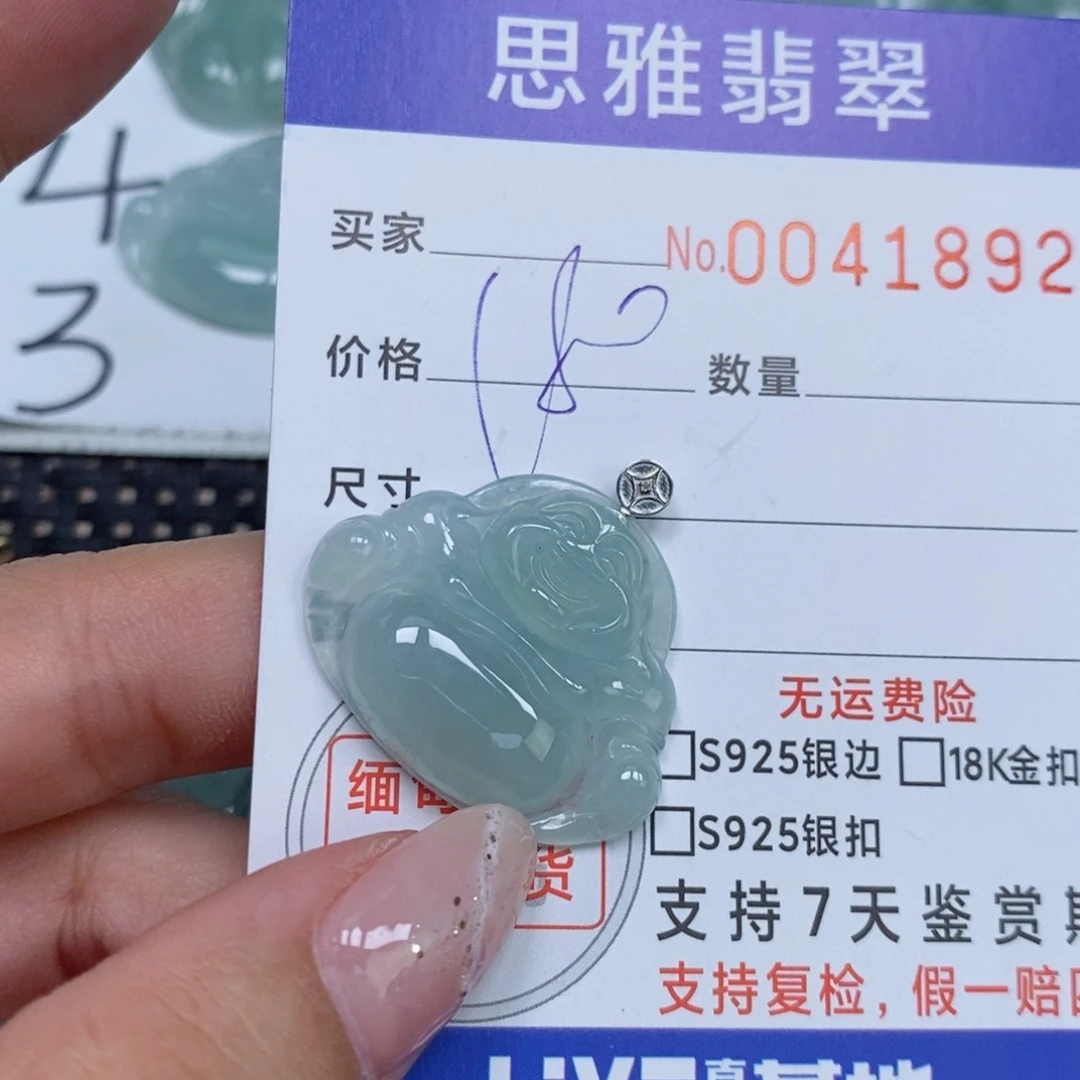 思雅翡翠
4
3
买家
No.0041892
价格
数量
尺寸
无运费险
S925银边 18K金扣
S925银扣
缅
货
支持7天鉴赏
支持复检，假一赔